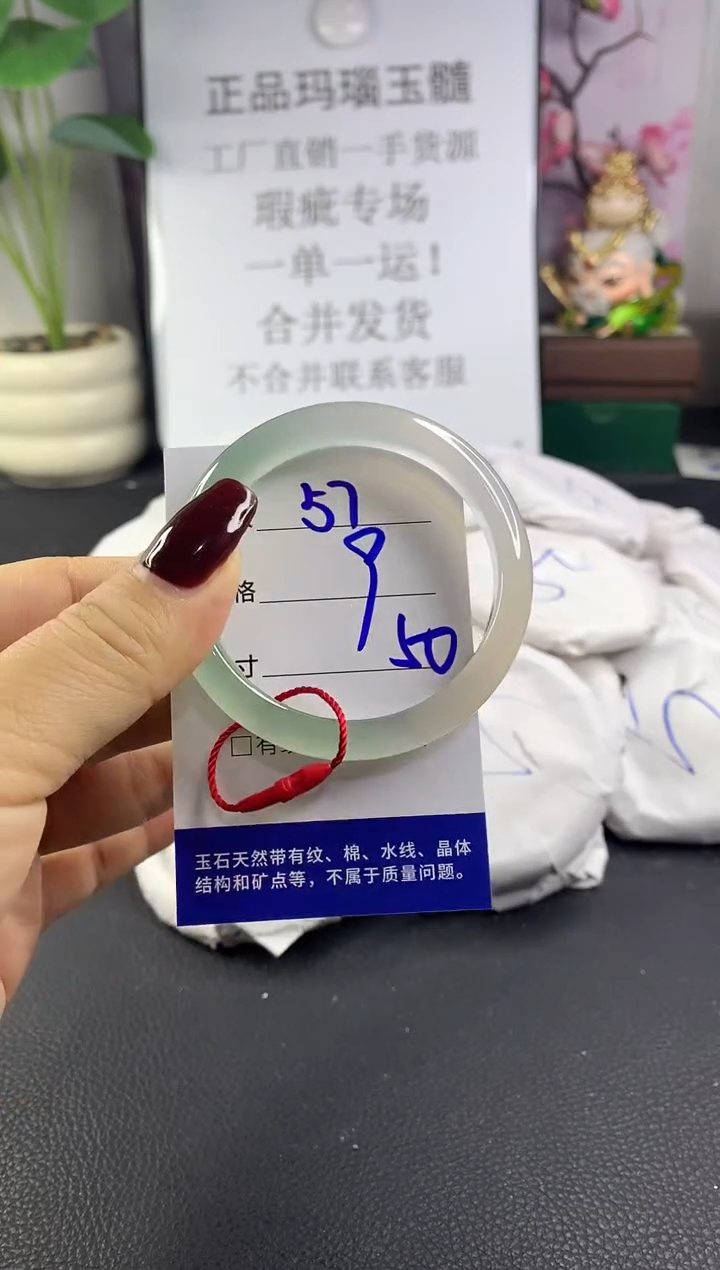 正品玛瑙玉髓
工厂直销一手货源
瑕疵专场
一单一运！
合并发货
不合并联系客服
57
格
9
寸
50
□有
玉石天然带有纹、棉、水线、晶体
结构和矿点等，不属于质量问题。